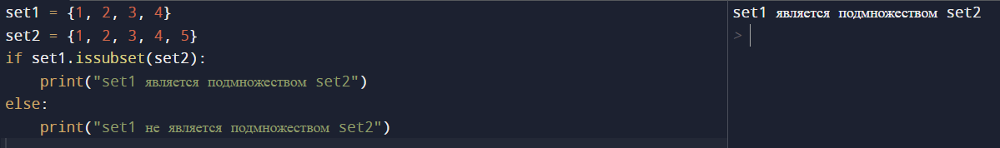 set1 = {1, 2, 3, 4}
set2 = {1, 2, 3, 4, 5}
if set1.issubset(set2):
    print("set1 является подмножеством set2")
else:
    print("set1 не является подмножеством set2")
set1 является подмножеством set2
>